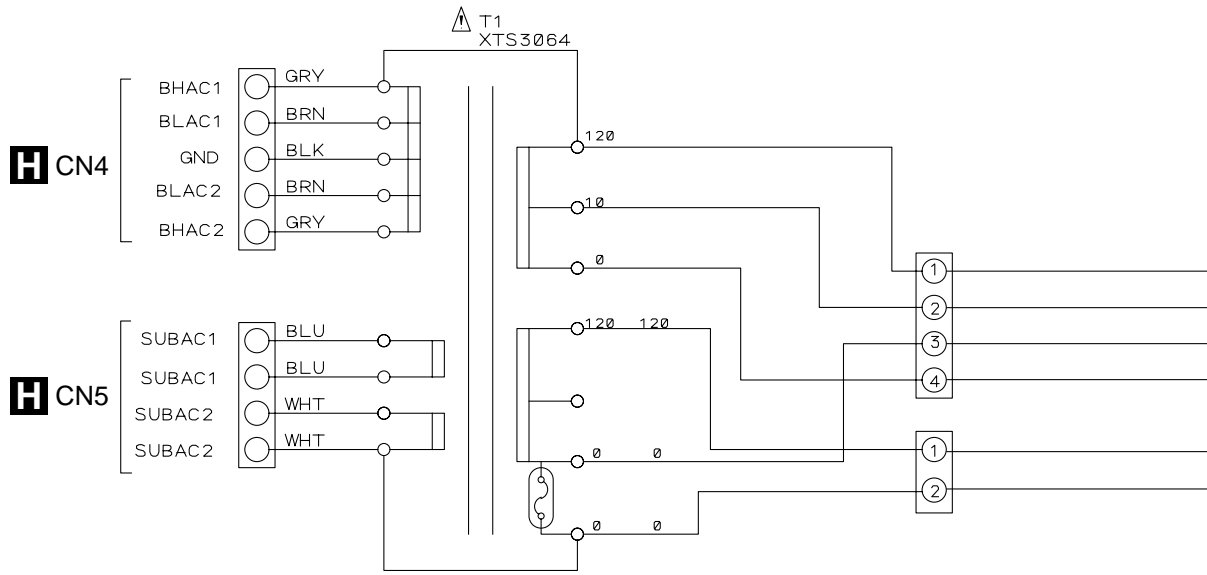 T1
XTS3064
H CN4
BHAC1 GRY
BLAC1 BRN
GND BLK
BLAC2 BRN
BHAC2 GRY
120
10
0
1
2
3
4
H CN5
SUBAC1 BLU
SUBAC1 BLU
SUBAC2 WHT
SUBAC2 WHT
120 120
0 0
0 0
1
2